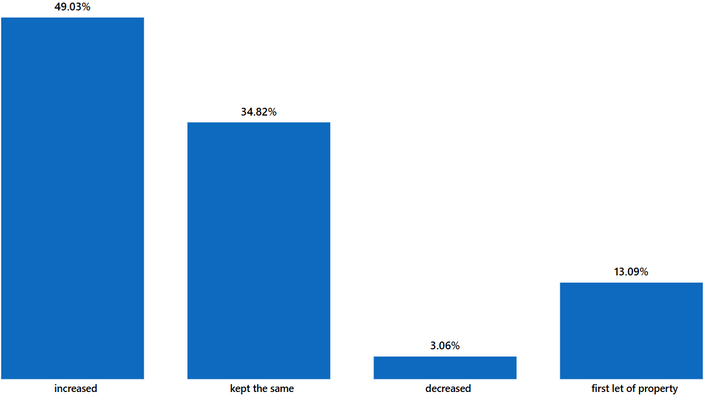 49.03%
34.82%
3.06%
13.09%
increased
kept the same
decreased
first let of property